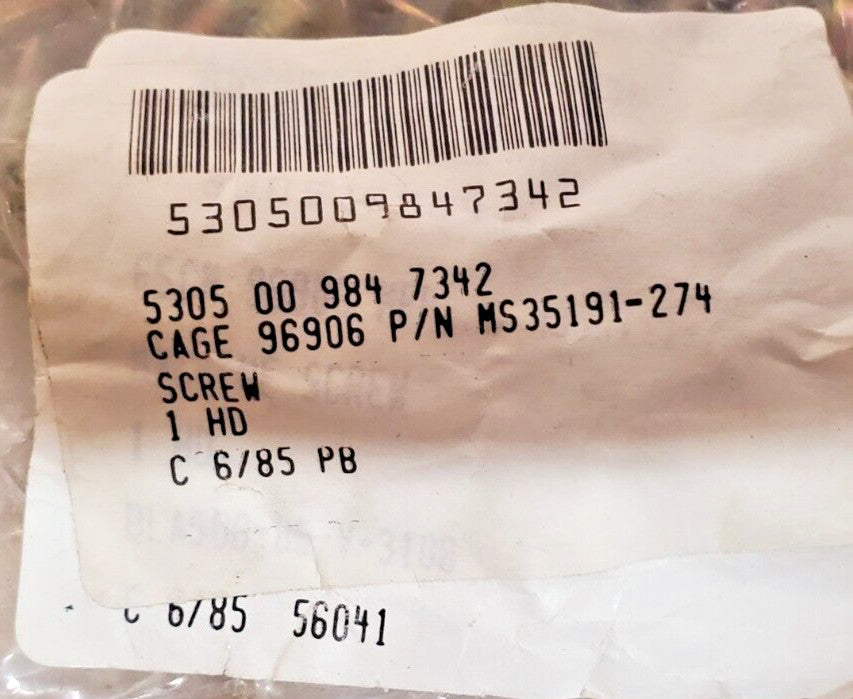 5305009847342
5305 00 984 7342
CAGE 96906 P/N MS35191-274
SCREW
1 HD
C 6/85 PB
C 6/85 56041